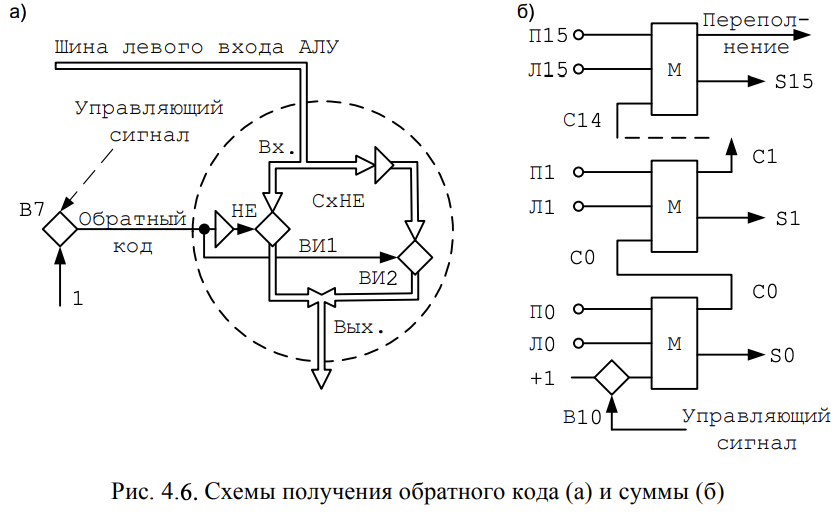 а)
Шина левого входа АЛУ
Управляющий
сигнал
Вх.
В7
Обратный
код
НЕ
СхНЕ
ВИ1
ВИ2
1
Вых.
б)
П15
Л15
М
Перепол-
нение
S15
С14
С1
П1
Л1
М
S1
С0
С0
П0
Л0
М
S0
+1
В10
Управляющий
сигнал
Рис. 4.6. Схемы получения обратного кода (а) и суммы (б)